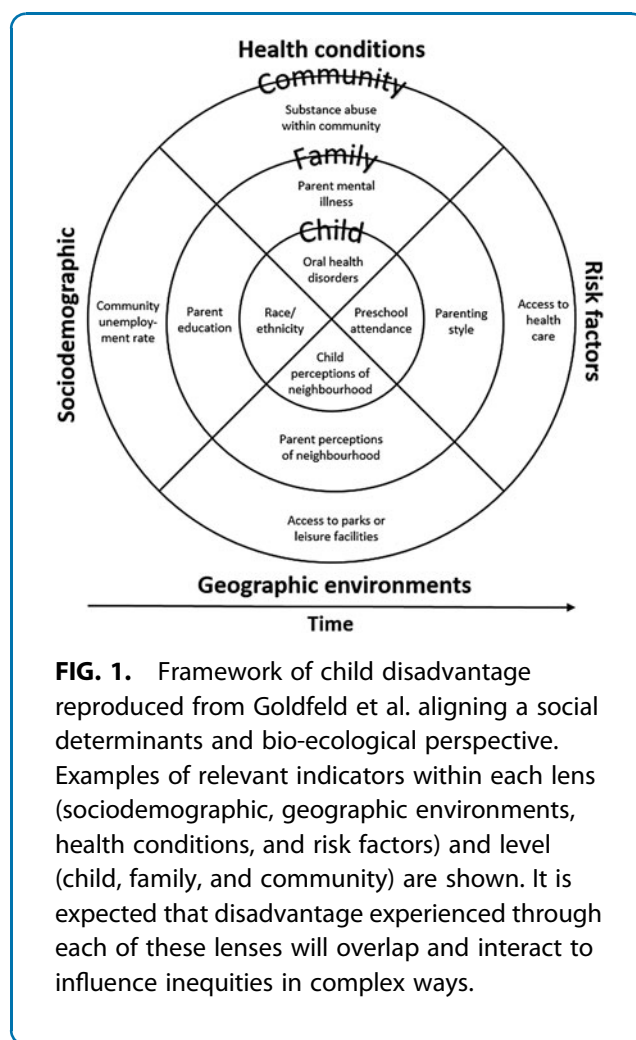 Health conditions
Community
Substance abuse
within community
Family
Parent mental
illness
Child
Oral health
disorders
Sociodemographic
Community
unemploy-
ment rate
Parent
education
Race/
ethnicity
Preschool
attendance
Parenting
style
Access to
health
care
Risk factors
Child
perceptions of
neighbourhood
Parent perceptions
of neighbourhood
Access to parks or
leisure facilities
Geographic environments
Time
FIG. 1. Framework of child disadvantage
reproduced from Goldfeld et al. aligning a social
determinants and bio-ecological perspective.
Examples of relevant indicators within each lens
(sociodemographic, geographic environments,
health conditions, and risk factors) and level
(child, family, and community) are shown. It is
expected that disadvantage experienced through
each of these lenses will overlap and interact to
influence inequities in complex ways.